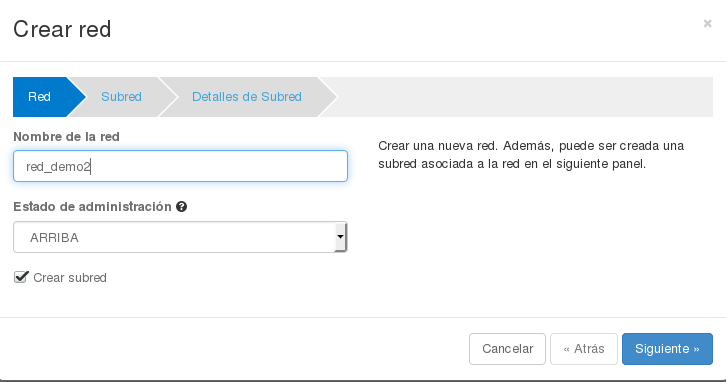 Crear red
×
Red
Subred
Detalles de Subred
Nombre de la red
red_demo2
Estado de administración ?
ARRIBA
Crear subred
Crear una nueva red. Además, puede ser creada una
subred asociada a la red en el siguiente panel.
Cancelar
« Atrás
Siguiente »